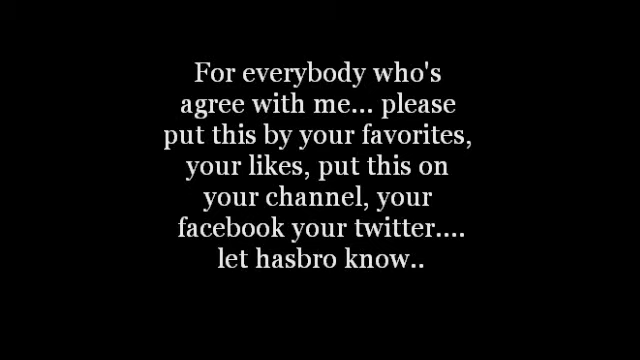 For everybody who's
agree with me... please
put this by your favorites,
your likes, put this on
your channel, your
facebook your twitter....
let hasbro know..